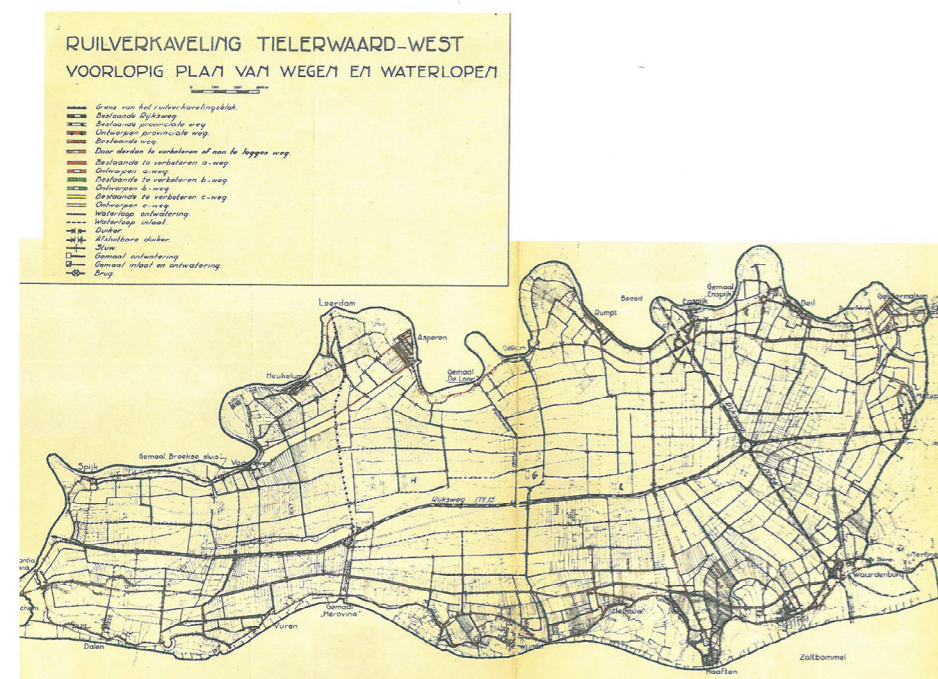 RUILVERKAVELING TIELERWAARD-WEST
VOORLOPIG PLAN VAN WEGEN EN WATERLOPEN
Grens van het ruilverkavelingsblok.
Bestaande Rijksweg
Bestaande provinciale weg
Ontworpen provinciale weg.
Bestaande weg.
Door derden te verbeteren of aan te leggen weg.
Bestaande te verbeteren a-weg.
Ontworpen a-weg.
Bestaande te verbeteren b-weg.
Ontworpen b-weg.
Bestaande te verbeteren c-weg.
Ontworpen c-weg.
Waterloop ontwatering.
Waterloop inlaat.
Duiker.
Afsluitbare duiker.
Stuw.
Gemaal ontwatering
Gemaal inlaat en ontwatering.
Brug.
Leerdam
Asperen
Heukelum
Gemaal
Rumpt
Beesd
Enspijk
Gemaal
Enspijk
Deil
Geldermalsen
Spijk
Gemaal Broekse sluis
H
G
Rijksweg
Waardenburg
Gemaal
Merovina
Vuren
Dalen
Haaften
Zaltbommel